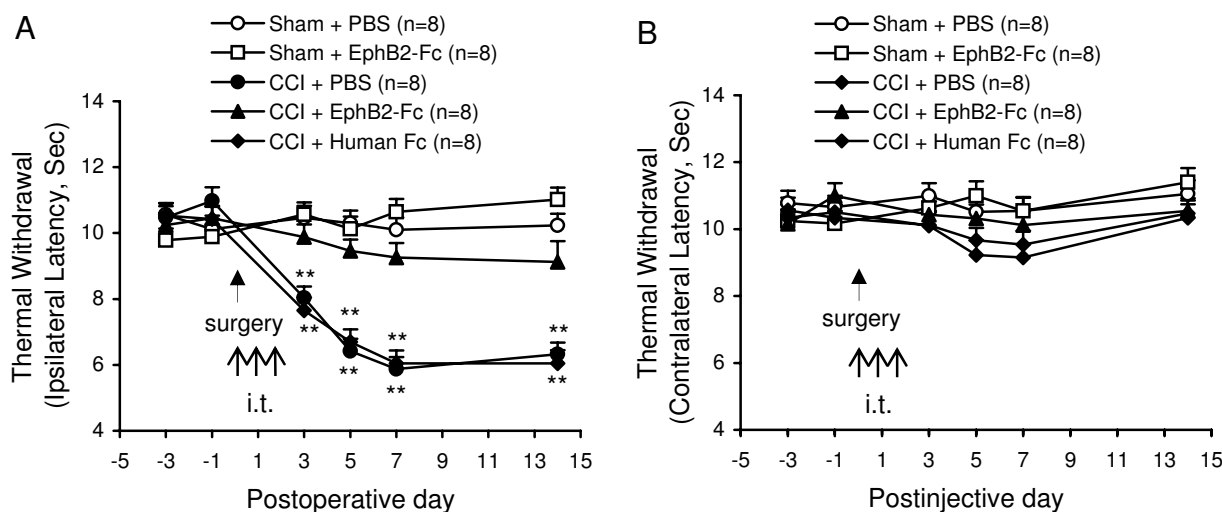 A
Sham + PBS (n=8)
Sham + EphB2-Fc (n=8)
CCI + PBS (n=8)
CCI + EphB2-Fc (n=8)
CCI + Human Fc (n=8)
Thermal Withdrawal
(Ipsilateral Latency, Sec)
14
12
10
8
6
4
surgery
i.t.
**
**
**
**
**
**
**
**
-5 -3 -1 1 3 5 7 9 11 13 15
Postoperative day
B
Sham + PBS (n=8)
Sham + EphB2-Fc (n=8)
CCI + PBS (n=8)
CCI + EphB2-Fc (n=8)
CCI + Human Fc (n=8)
Thermal Withdrawal
(Contralateral Latency, Sec)
14
12
10
8
6
4
surgery
i.t.
-5 -3 -1 1 3 5 7 9 11 13 15
Postinjective day